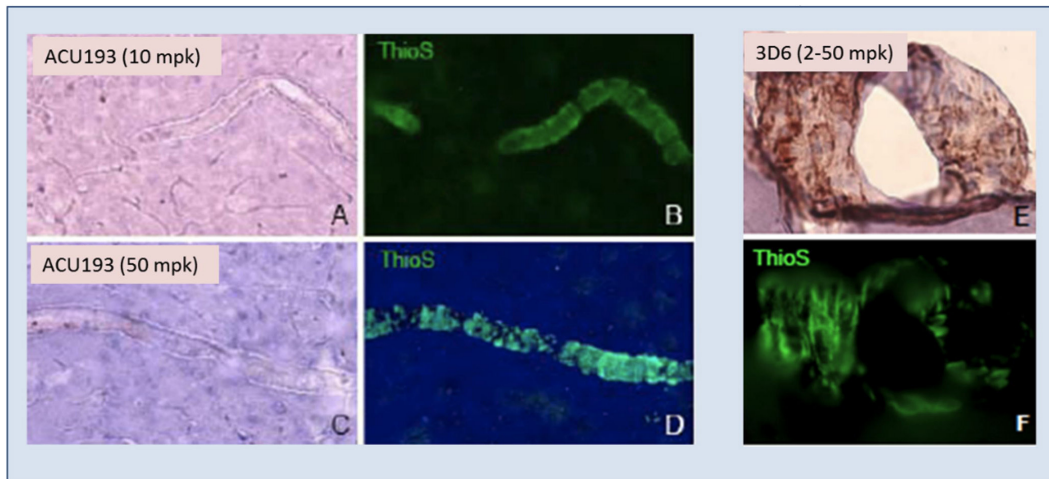 ACU193 (10 mpk)
A
ThioS
B
3D6 (2-50 mpk)
E
ACU193 (50 mpk)
C
ThioS
D
ThioS
F